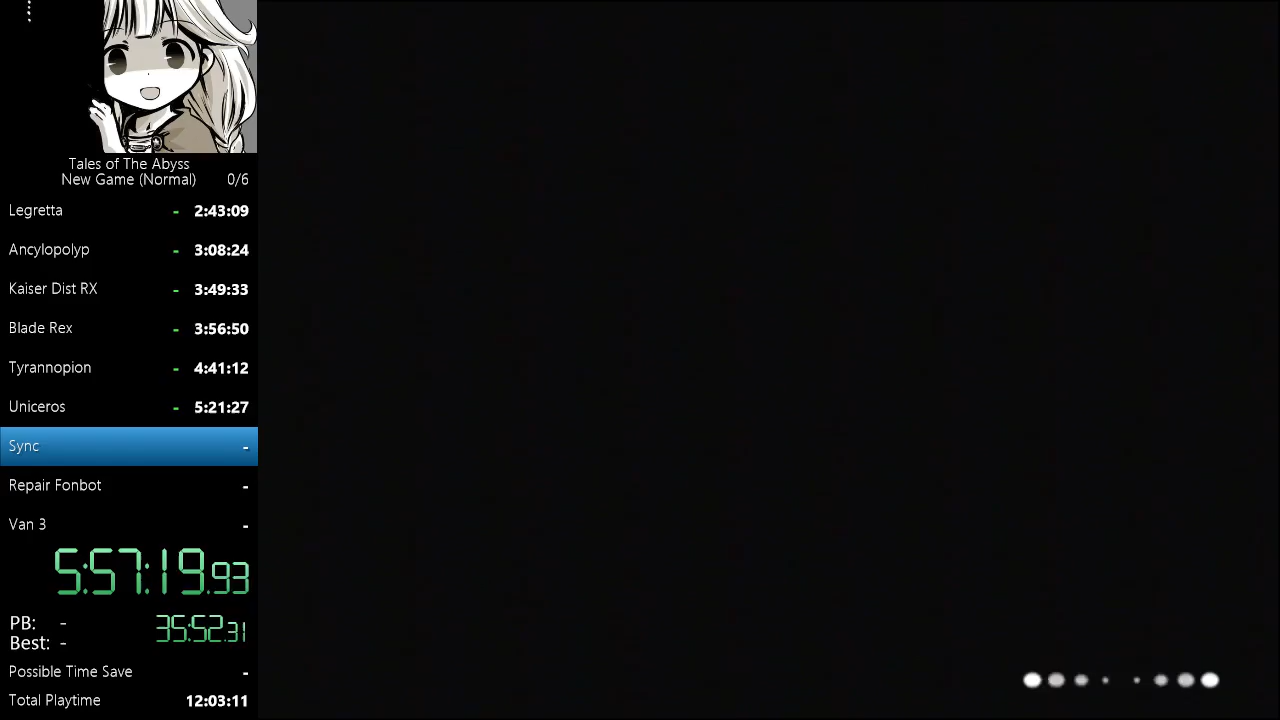 Tales of The Abyss
New Game (Normal) 0/6
Legretta - 2:43:09
Ancylopolyp - 3:08:24
Kaiser Dist RX - 3:49:33
Blade Rex - 3:56:50
Tyrannopion - 4:41:12
Uniceros - 5:21:27
Sync -
Repair Fonbot -
Van 3 -
5:57:19.93
PB: - 35:52.31
Best: -
Possible Time Save -
Total Playtime 12:03:11